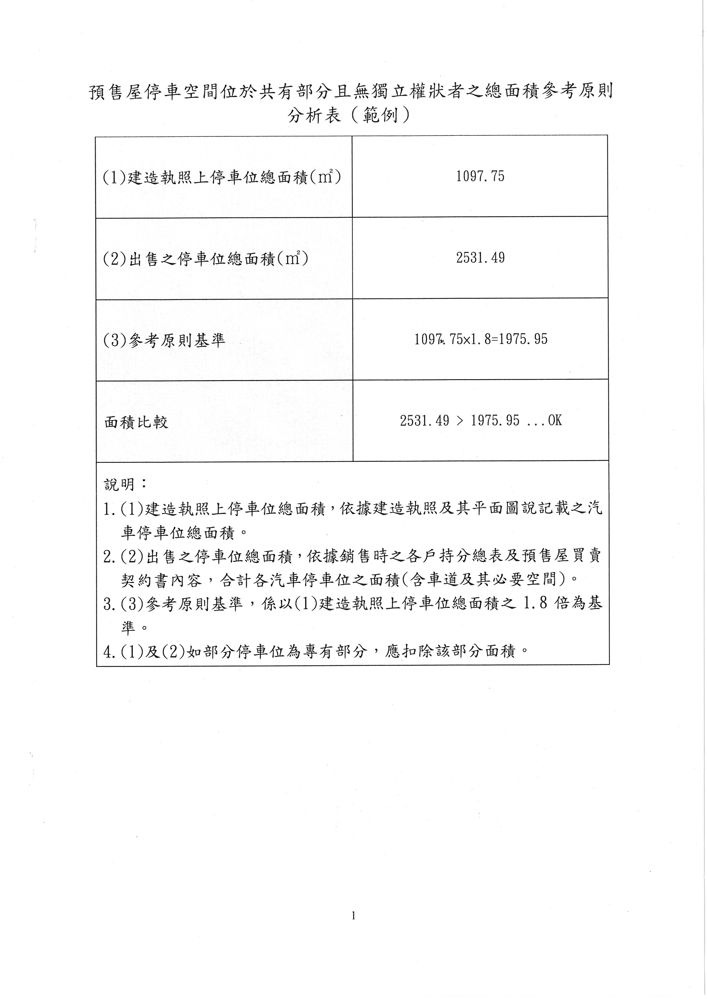 預售屋停車空間位於共有部分且無獨立權狀者之總面積參考原則
分析表（範例）
(1)建造執照上停車位總面積(㎡)
1097.75
(2)出售之停車位總面積(㎡)
2531.49
(3)參考原則基準
1097.75×1.8=1975.95
面積比較
2531.49 > 1975.95 ...OK
說明：
1.(1)建造執照上停車位總面積，依據建造執照及其平面圖說記載之汽
車停車位總面積。
2.(2)出售之停車位總面積，依據銷售時之各戶持分總表及預售屋買賣
契約書內容，合計各汽車停車位之面積(含車道及其必要空間)。
3.(3)參考原則基準，係以(1)建造執照上停車位總面積之 1.8 倍為基
準。
4.(1)及(2)如部分停車位為專有部分，應扣除該部分面積。
1